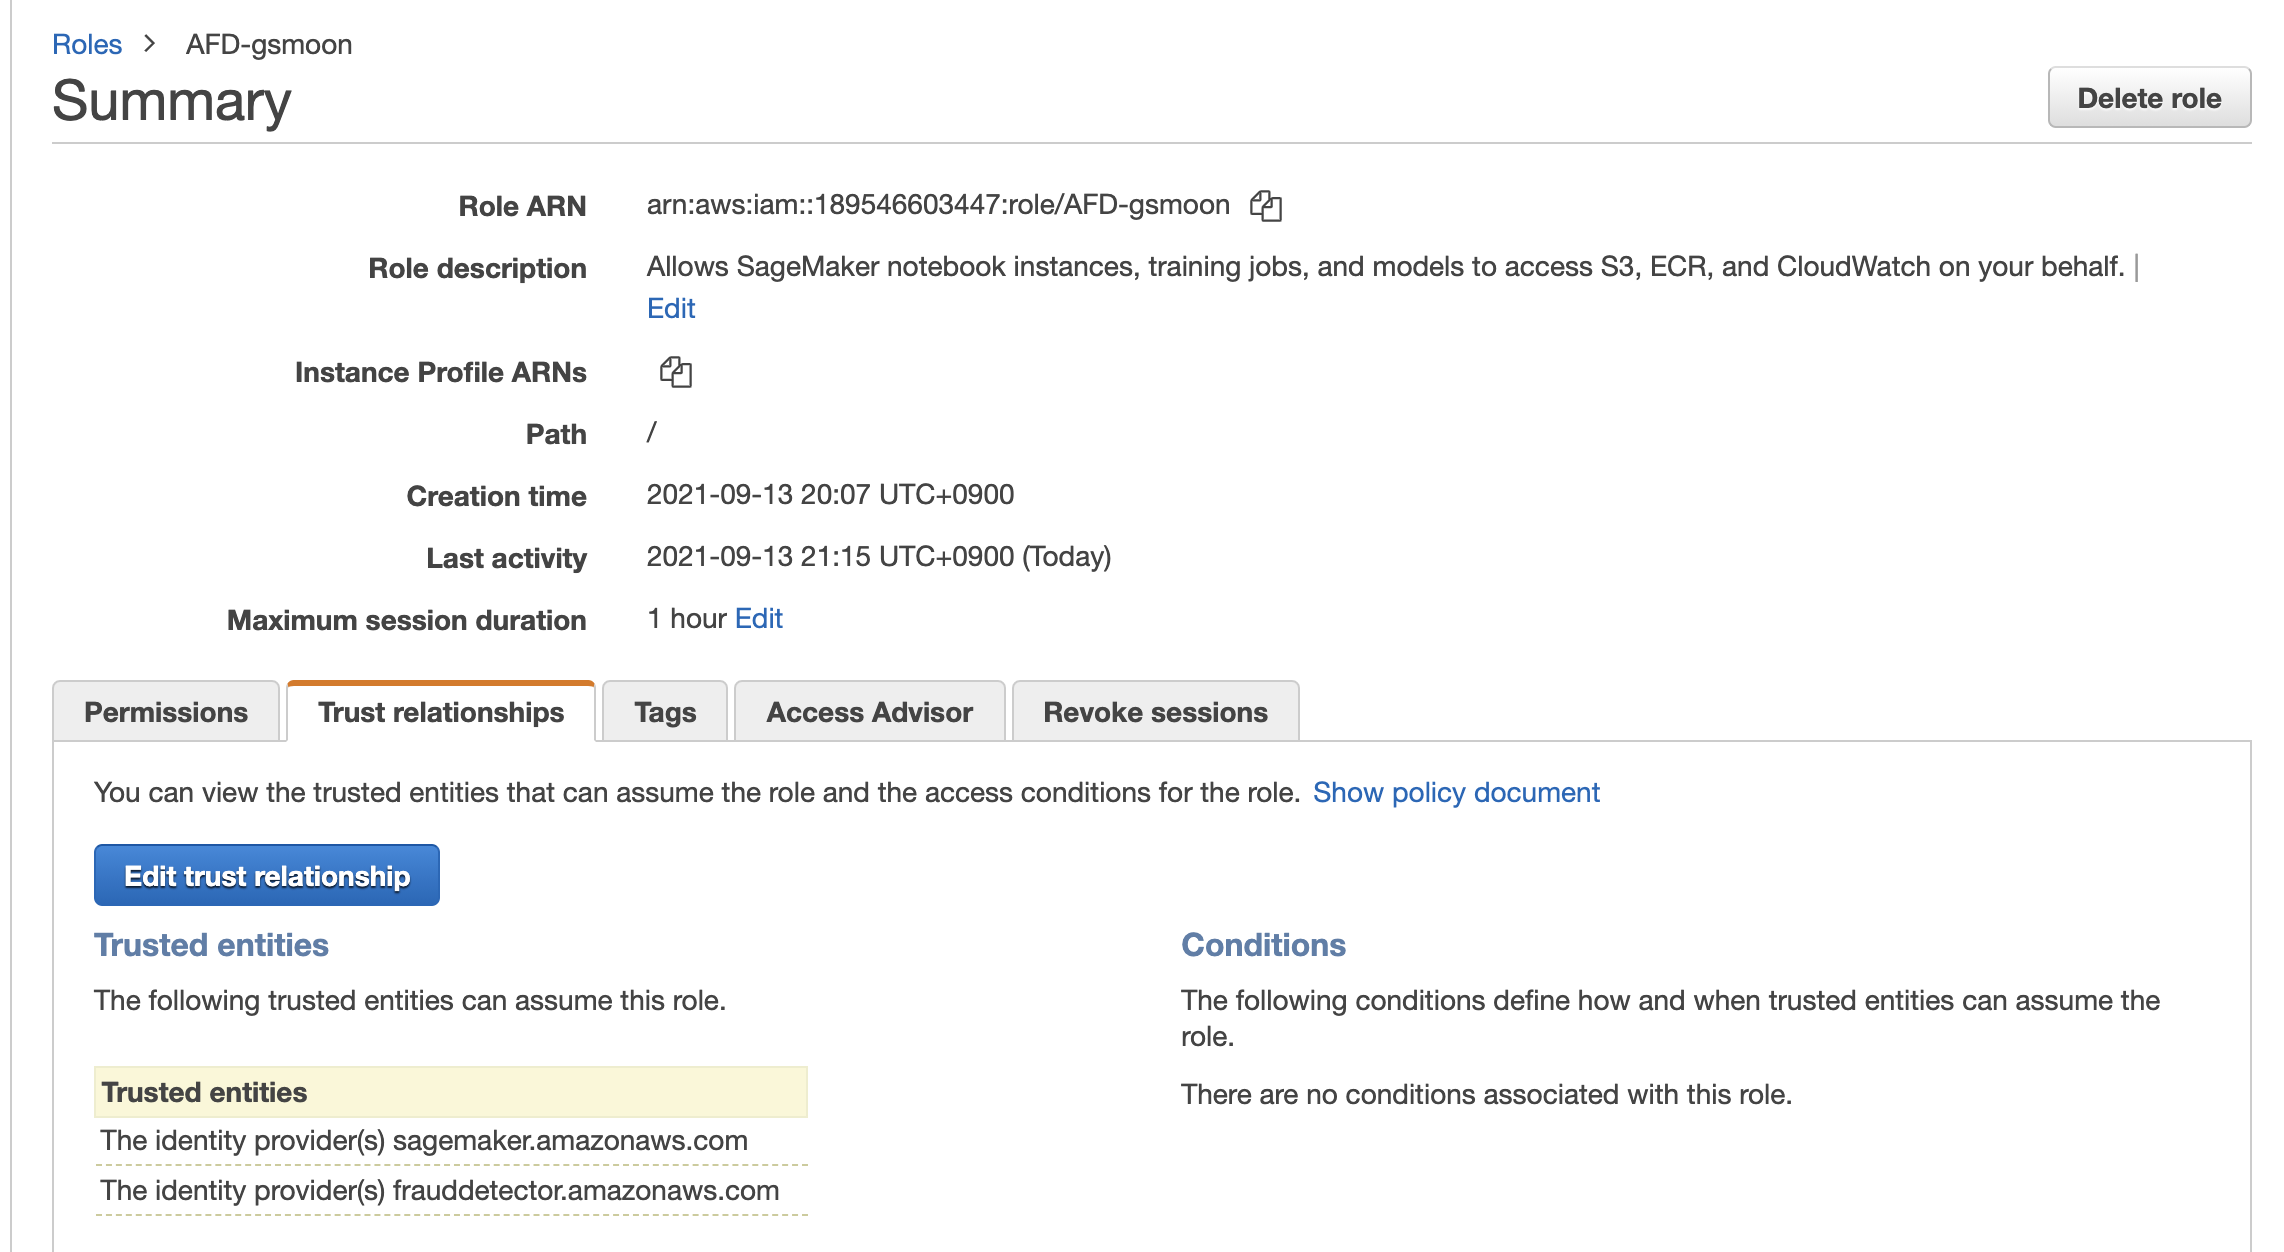 Roles > AFD-gsmoon
Summary
Delete role
Role ARN arn:aws:iam::189546603447:role/AFD-gsmoon
Role description Allows SageMaker notebook instances, training jobs, and models to access S3, ECR, and CloudWatch on your behalf. |
Edit
Instance Profile ARNs
Path /
Creation time 2021-09-13 20:07 UTC+0900
Last activity 2021-09-13 21:15 UTC+0900 (Today)
Maximum session duration 1 hour Edit
Permissions Trust relationships Tags Access Advisor Revoke sessions
You can view the trusted entities that can assume the role and the access conditions for the role. Show policy document
Edit trust relationship
Trusted entities
The following trusted entities can assume this role.
Trusted entities
The identity provider(s) sagemaker.amazonaws.com
The identity provider(s) frauddetector.amazonaws.com
Conditions
The following conditions define how and when trusted entities can assume the
role.
There are no conditions associated with this role.